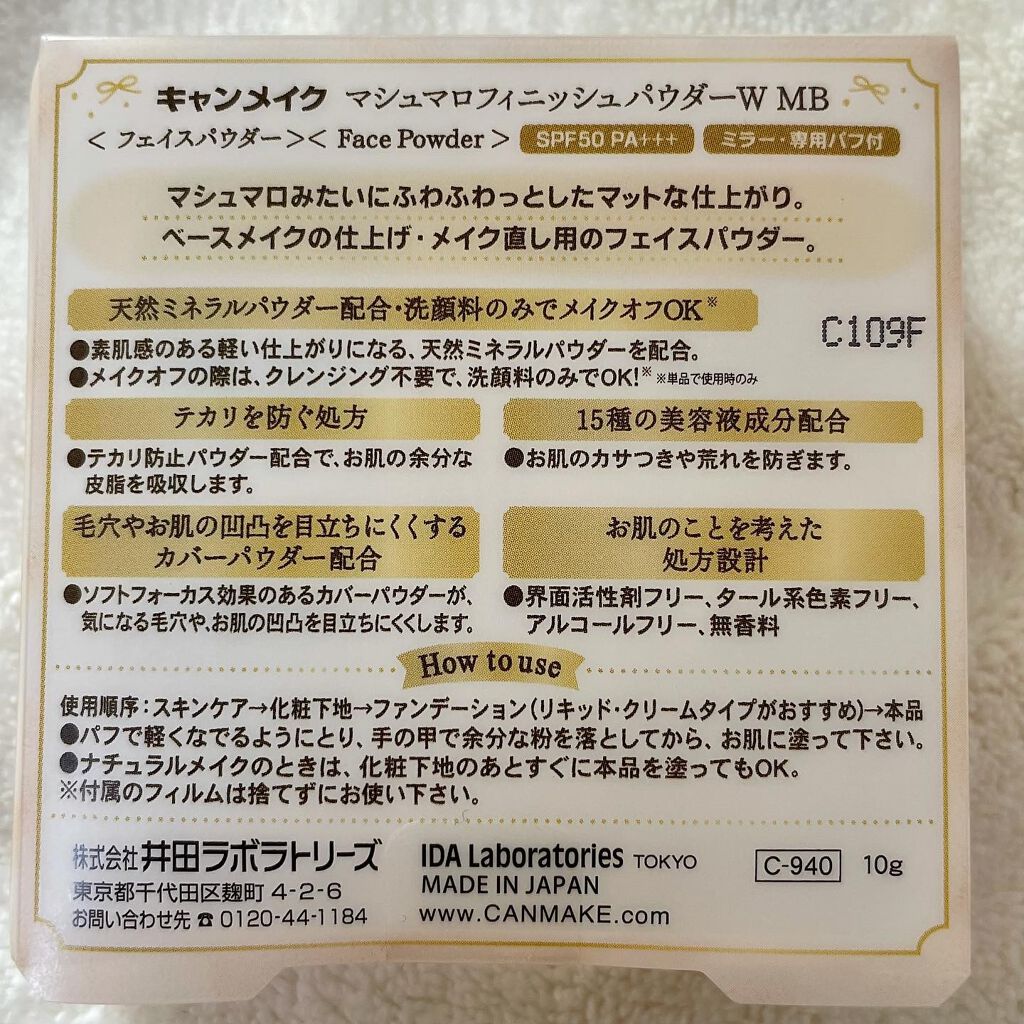 キャンメイク マシュマロフィニッシュパウダーW MB
＜フェイスパウダー＞＜ Face Powder ＞ SPF50 PA+++ ミラー・専用パフ付
マシュマロみたいにふわふわっとしたマットな仕上がり。
ベースメイクの仕上げ・メイク直し用のフェイスパウダー。
天然ミネラルパウダー配合・洗顔料のみでメイクオフOK※
C109F
●素肌感のある軽い仕上がりになる、天然ミネラルパウダーを配合。
●メイクオフの際は、クレンジング不要で、洗顔料のみでOK!※ ※単品で使用時のみ
テカリを防ぐ処方
●テカリ防止パウダー配合で、お肌の余分な
皮脂を吸収します。
15種の美容液成分配合
●お肌のカサつきや荒れを防ぎます。
毛穴やお肌の凹凸を目立ちにくくする
カバーパウダー配合
●ソフトフォーカス効果のあるカバーパウダーが、
気になる毛穴や、お肌の凹凸を目立ちにくくします。
お肌のことを考えた
処方設計
●界面活性剤フリー、タール系色素フリー、
アルコールフリー、無香料
How to use
使用順序：スキンケア→化粧下地→ファンデーション（リキッド・クリームタイプがおすすめ）→本品
●パフで軽くなでるようにとり、手の甲で余分な粉を落としてから、お肌に塗って下さい。
●ナチュラルメイクのときは、化粧下地のあとすぐに本品を塗ってもOK。
※付属のフィルムは捨てずにお使い下さい。
株式会社 井田ラボラトリーズ
東京都千代田区麹町 4-2-6
お問い合わせ先 ☎ 0120-44-1184
IDA Laboratories TOKYO
MADE IN JAPAN
www.CANMAKE.com
C-940 10g